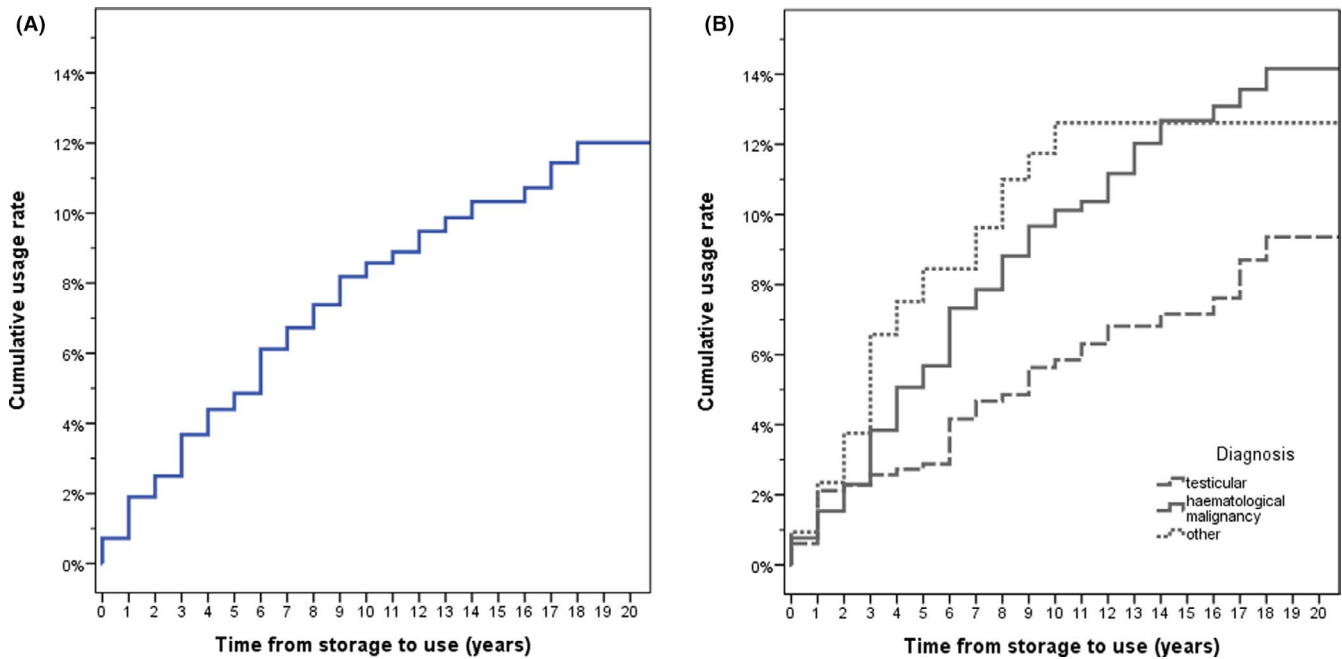 (A)
Cumulative usage rate
14%
12%
10%
8%
6%
4%
2%
0%
0 1 2 3 4 5 6 7 8 9 10 11 12 13 14 15 16 17 18 19 20
Time from storage to use (years)
(B)
Cumulative usage rate
14%
12%
10%
8%
6%
4%
2%
0%
Diagnosis
testicular
haematological
malignancy
other
0 1 2 3 4 5 6 7 8 9 10 11 12 13 14 15 16 17 18 19 20
Time from storage to use (years)